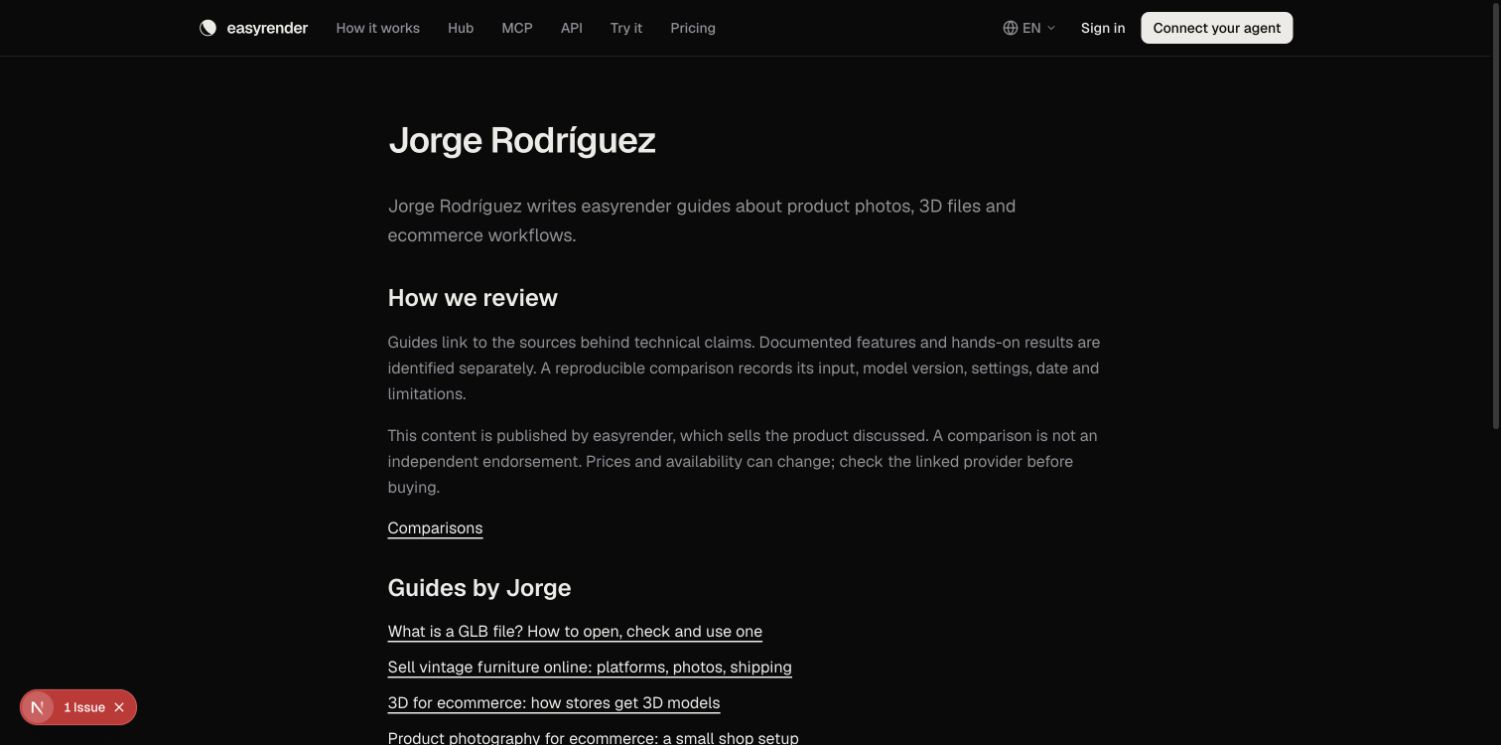 easyrender How it works Hub MCP API Try it Pricing EN Sign in Connect your agent
Jorge Rodríguez
Jorge Rodríguez writes easyrender guides about product photos, 3D files and
ecommerce workflows.
How we review
Guides link to the sources behind technical claims. Documented features and hands-on results are
identified separately. A reproducible comparison records its input, model version, settings, date and
limitations.
This content is published by easyrender, which sells the product discussed. A comparison is not an
independent endorsement. Prices and availability can change; check the linked provider before
buying.
Comparisons
Guides by Jorge
What is a GLB file? How to open, check and use one
Sell vintage furniture online: platforms, photos, shipping
3D for ecommerce: how stores get 3D models
N 1 Issue
Product photography for ecommerce: a small shop setup